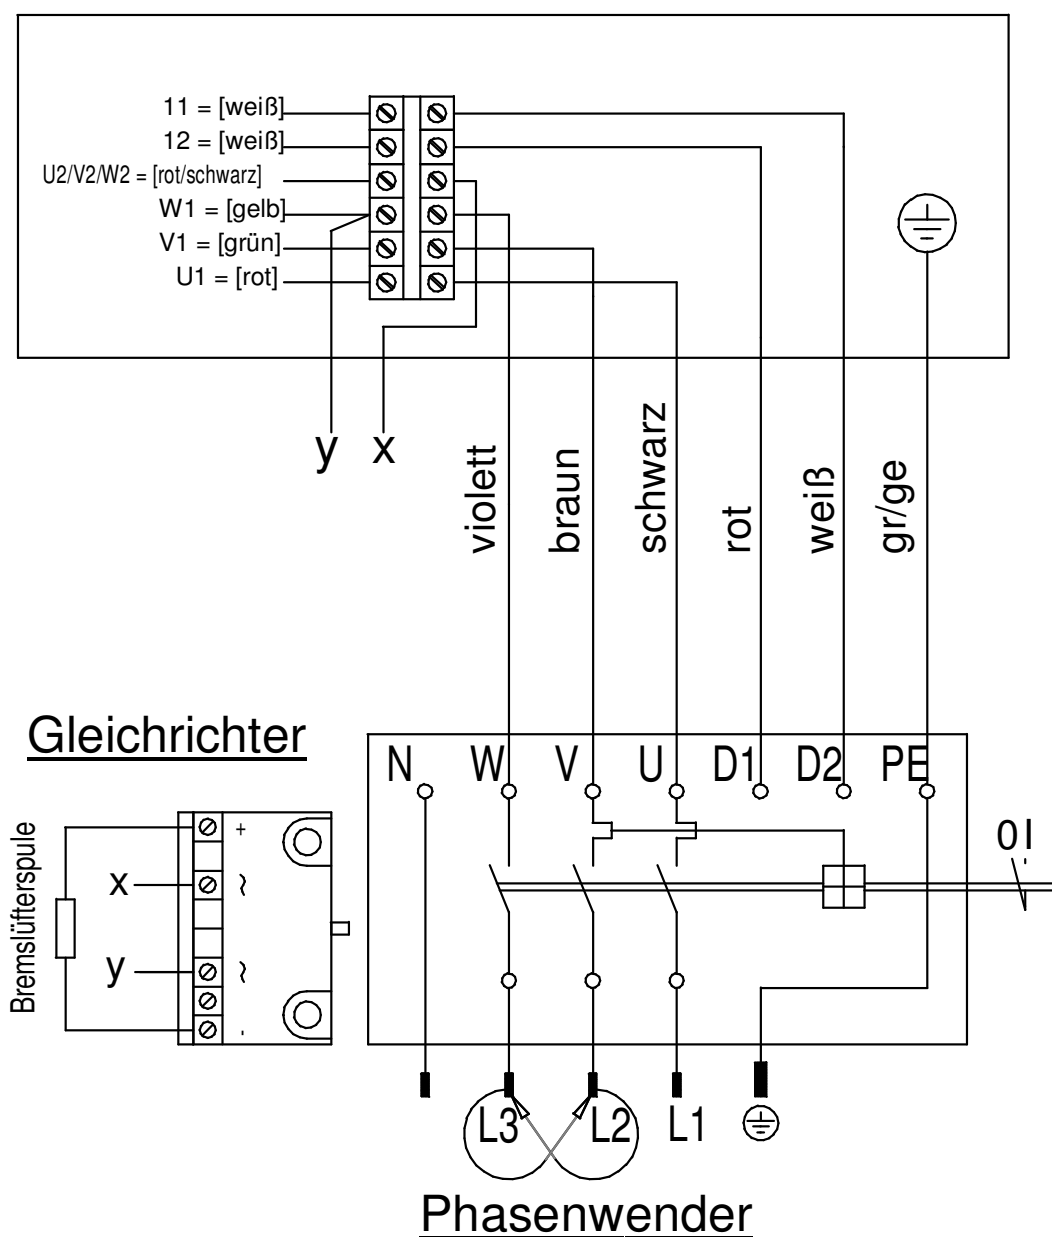 11 = [weiß]
12 = [weiß]
U2/V2/W2 = [rot/schwarz]
W1 = [gelb]
V1 = [grün]
U1 = [rot]
y
x
violett
braun
schwarz
rot
weiß
gr/ge
Gleichrichter
N
W
V
U
D1
D2
PE
0 I
Bremslüfterspule
+
x
~
y
~
-
L3
L2
L1
Phasenwender